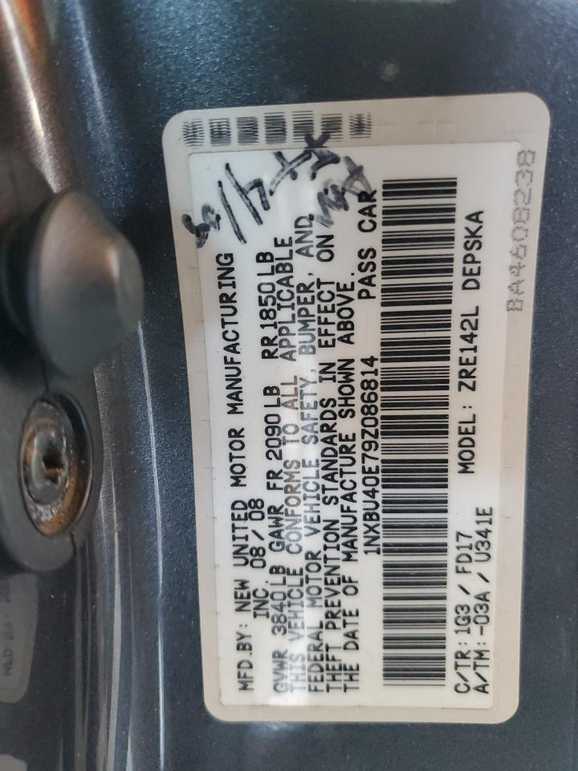 MFD.BY: NEW UNITED MOTOR MANUFACTURING
INC. 08/08
GVWR 3840LB GAWR FR 2090LB RR1850LB
THIS VEHICLE CONFORMS TO ALL APPLICABLE
FEDERAL MOTOR VEHICLE SAFETY, BUMPER, AND
THEFT PREVENTION STANDARDS IN EFFECT ON
THE DATE OF MANUFACTURE SHOWN ABOVE.
1NXBU40E79Z086814 PASS CAR
C/TR: 1G3 / FD17
A/TM: -03A / U341E MODEL: ZRE142L DEPSKA
BA4608238